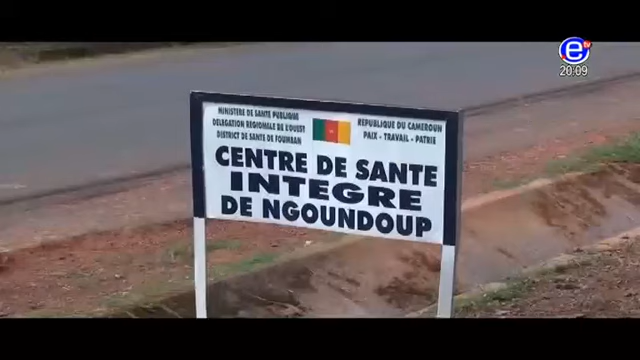 e
20:09
MINISTERE DE SANTE PUBLIQUE
DELEGATION REGIONALE DE L'OUEST
DISTRICT DE SANTE DE FOUMBAN
REPUBLIQUE DU CAMEROUN
PAIX - TRAVAIL - PATRIE
CENTRE DE SANTE
INTEGRE
DE NGOUNDOUP